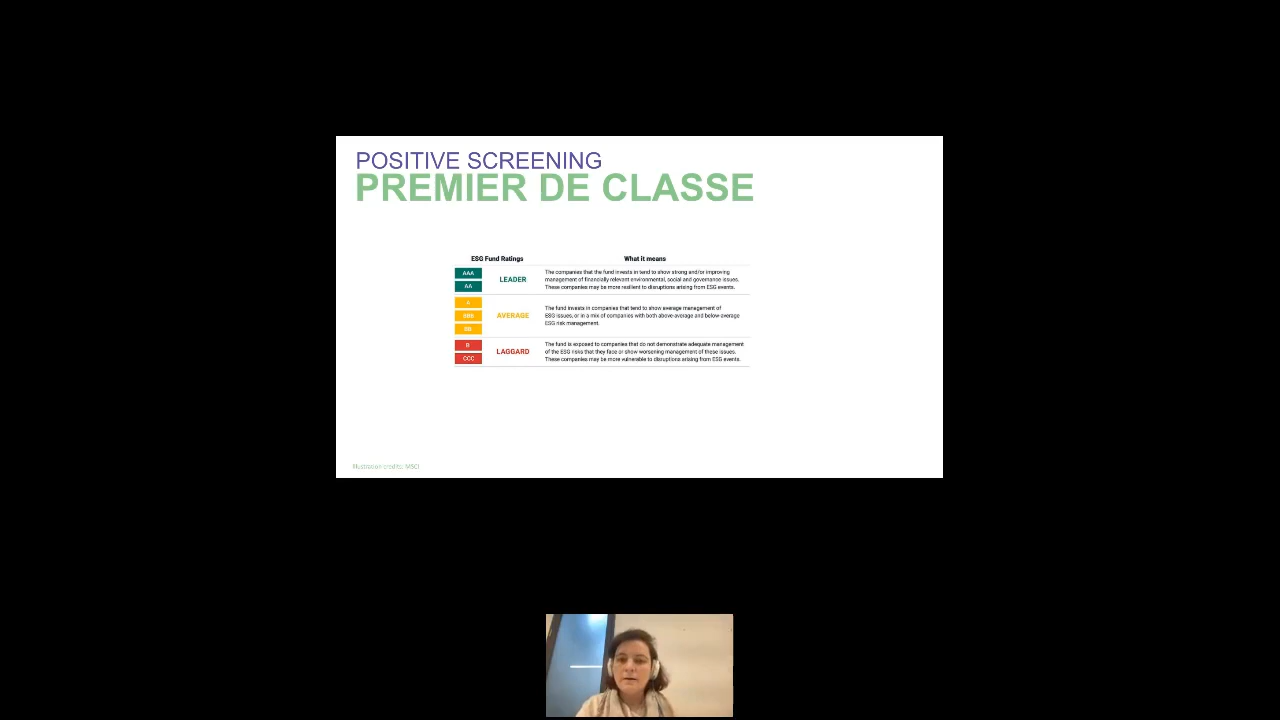 POSITIVE SCREENING
PREMIER DE CLASSE
ESG Fund Ratings What it means
AAA
AA
LEADER
The companies that the fund invests in tend to show strong and/or improving
management of financially relevant environmental, social and governance issues.
These companies may be more resilient to disruptions arising from ESG events.
A
BBB
BB
AVERAGE
The fund invests in companies that tend to show average management of
ESG issues, or in a mix of companies with both above-average and below-average
ESG risk management.
B
CCC
LAGGARD
The fund is exposed to companies that do not demonstrate adequate management
of the ESG risks that they face or show worsening management of these issues.
These companies may be more vulnerable to disruptions arising from ESG events.
Illustration credits: MSCI